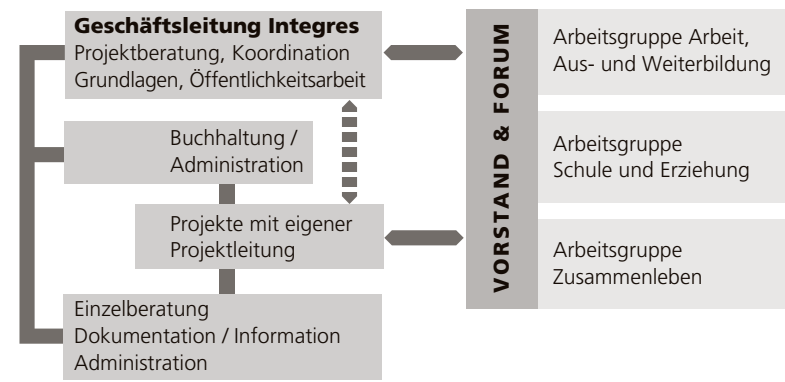 Geschäftsleitung Integres
Projektberatung, Koordination
Grundlagen, Öffentlichkeitsarbeit
Buchhaltung /
Administration
Projekte mit eigener
Projektleitung
Einzelberatung
Dokumentation / Information
Administration
VORSTAND & FORUM
Arbeitsgruppe Arbeit,
Aus- und Weiterbildung
Arbeitsgruppe
Schule und Erziehung
Arbeitsgruppe
Zusammenleben